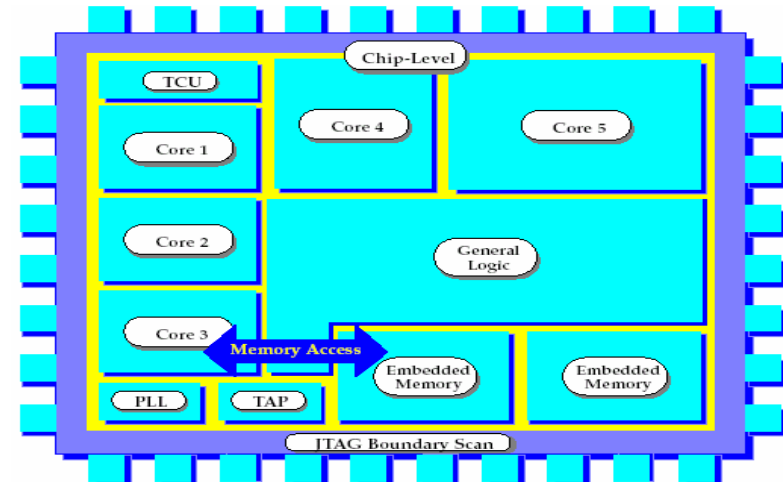 Chip-Level
TCU
Core 1
Core 4
Core 5
Core 2
General
Logic
Core 3
Memory Access
Embedded
Memory
Embedded
Memory
PLL
TAP
JTAG Boundary Scan